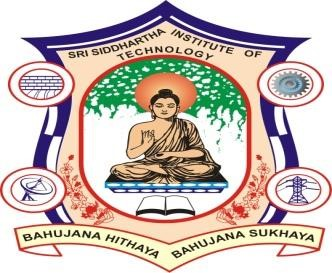 SRI SIDDHARTHA INSTITUTE OF
TECHNOLOGY
BAHUJANA HITHAYA BAHUJANA SUKHAYA